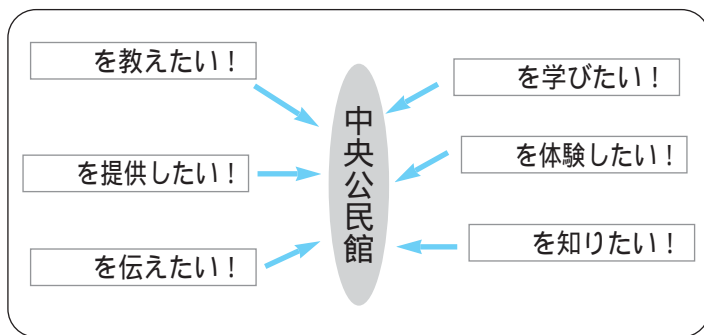 を教えたい！
を提供したい！
を伝えたい！
中央公民館
を学びたい！
を体験したい！
を知りたい！